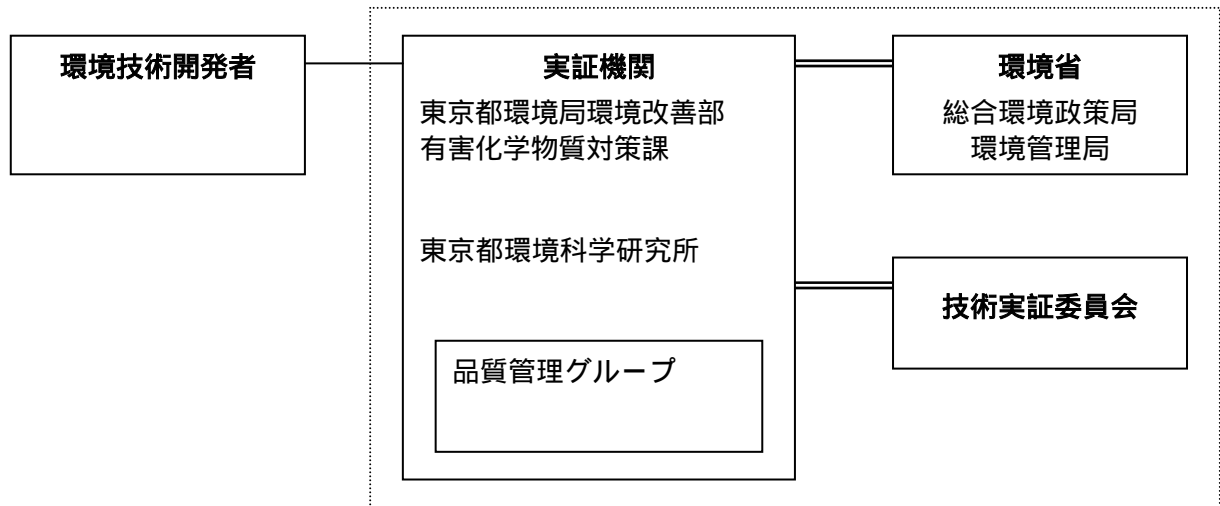 環境技術開発者
実証機関
東京都環境局環境改善部
有害化学物質対策課
東京都環境科学研究所
品質管理グループ
環境省
総合環境政策局
環境管理局
技術実証委員会